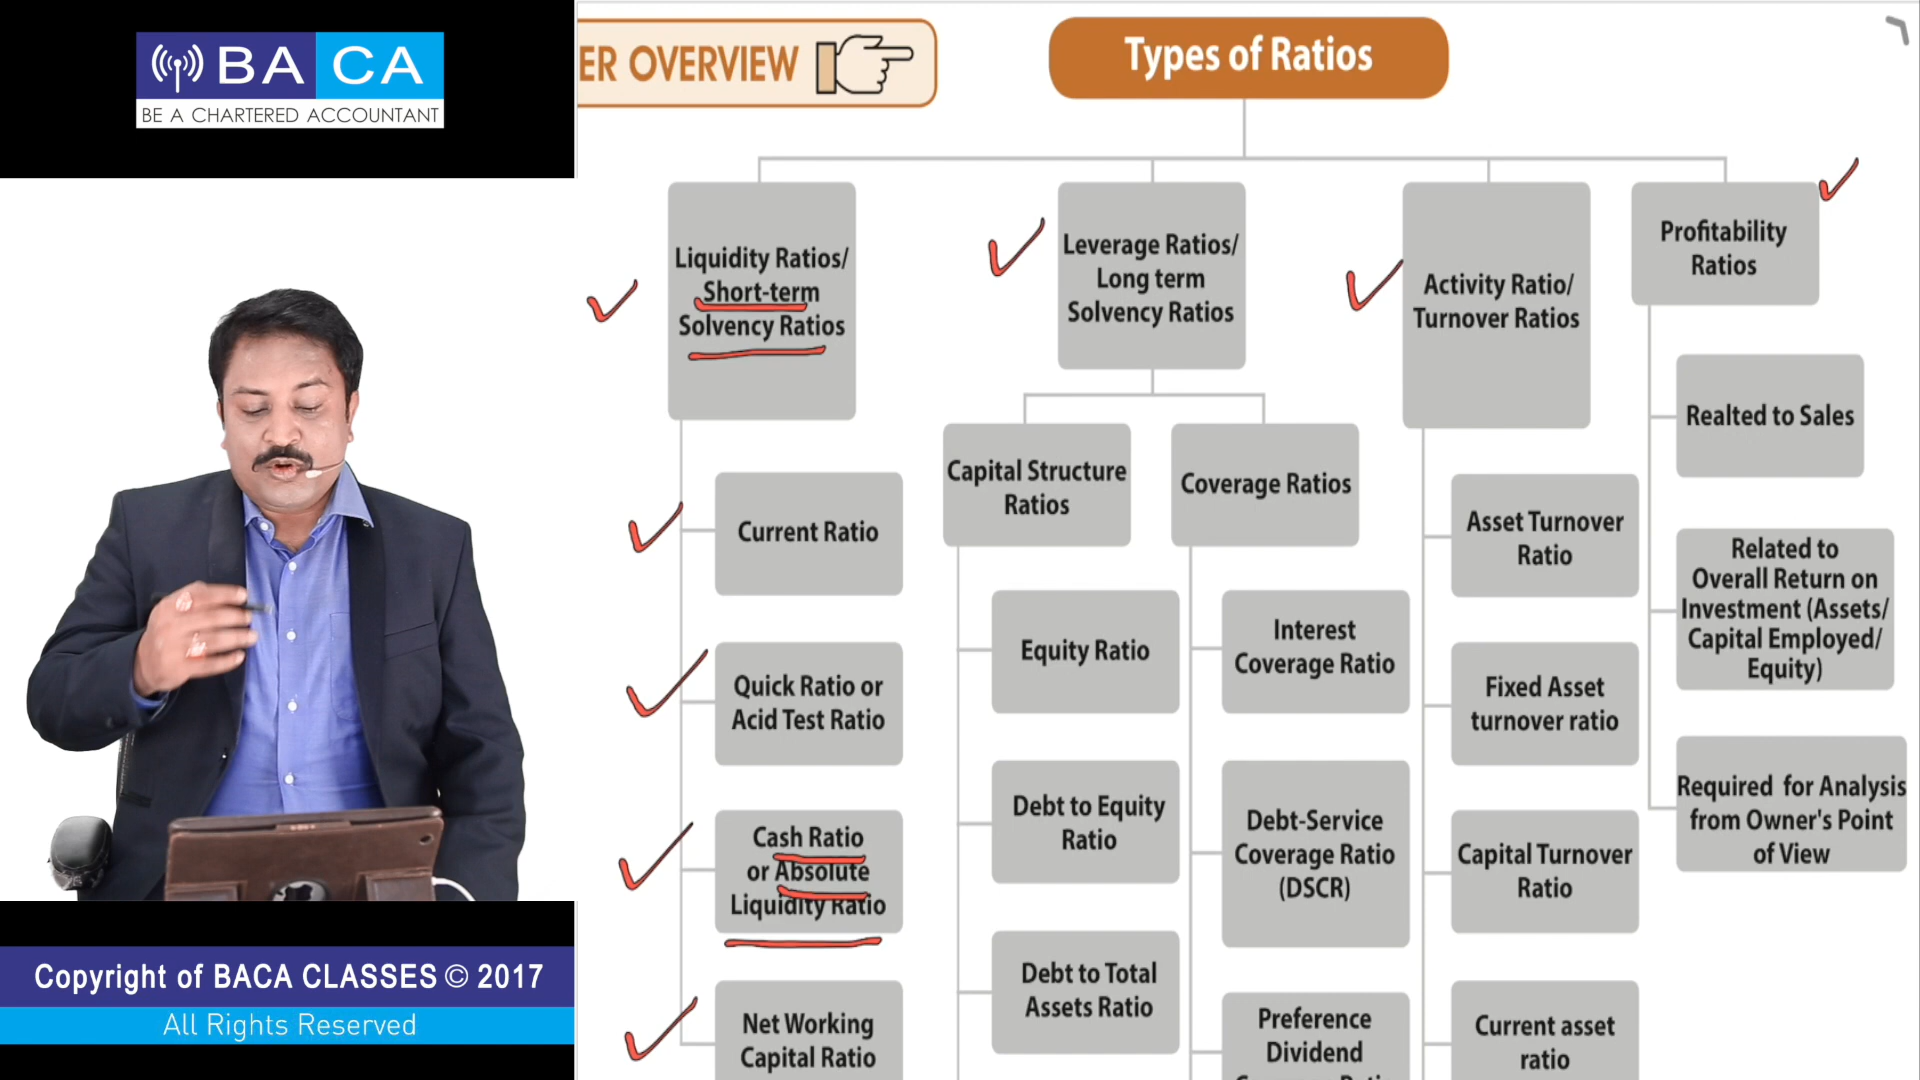 BA CA
BE A CHARTERED ACCOUNTANT
ER OVERVIEW
Types of Ratios
Liquidity Ratios/
Short-term
Solvency Ratios
Current Ratio
Quick Ratio or
Acid Test Ratio
Cash Ratio
or Absolute
Liquidity Ratio
Net Working
Capital Ratio
Leverage Ratios/
Long term
Solvency Ratios
Capital Structure
Ratios
Equity Ratio
Debt to Equity
Ratio
Debt to Total
Assets Ratio
Coverage Ratios
Interest
Coverage Ratio
Debt-Service
Coverage Ratio
(DSCR)
Preference
Dividend
Activity Ratio/
Turnover Ratios
Asset Turnover
Ratio
Fixed Asset
turnover ratio
Capital Turnover
Ratio
Current asset
ratio
Profitability
Ratios
Realted to Sales
Related to
Overall Return on
Investment (Assets/
Capital Employed/
Equity)
Required for Analysis
from Owner's Point
of View
Copyright of BACA CLASSES © 2017
All Rights Reserved